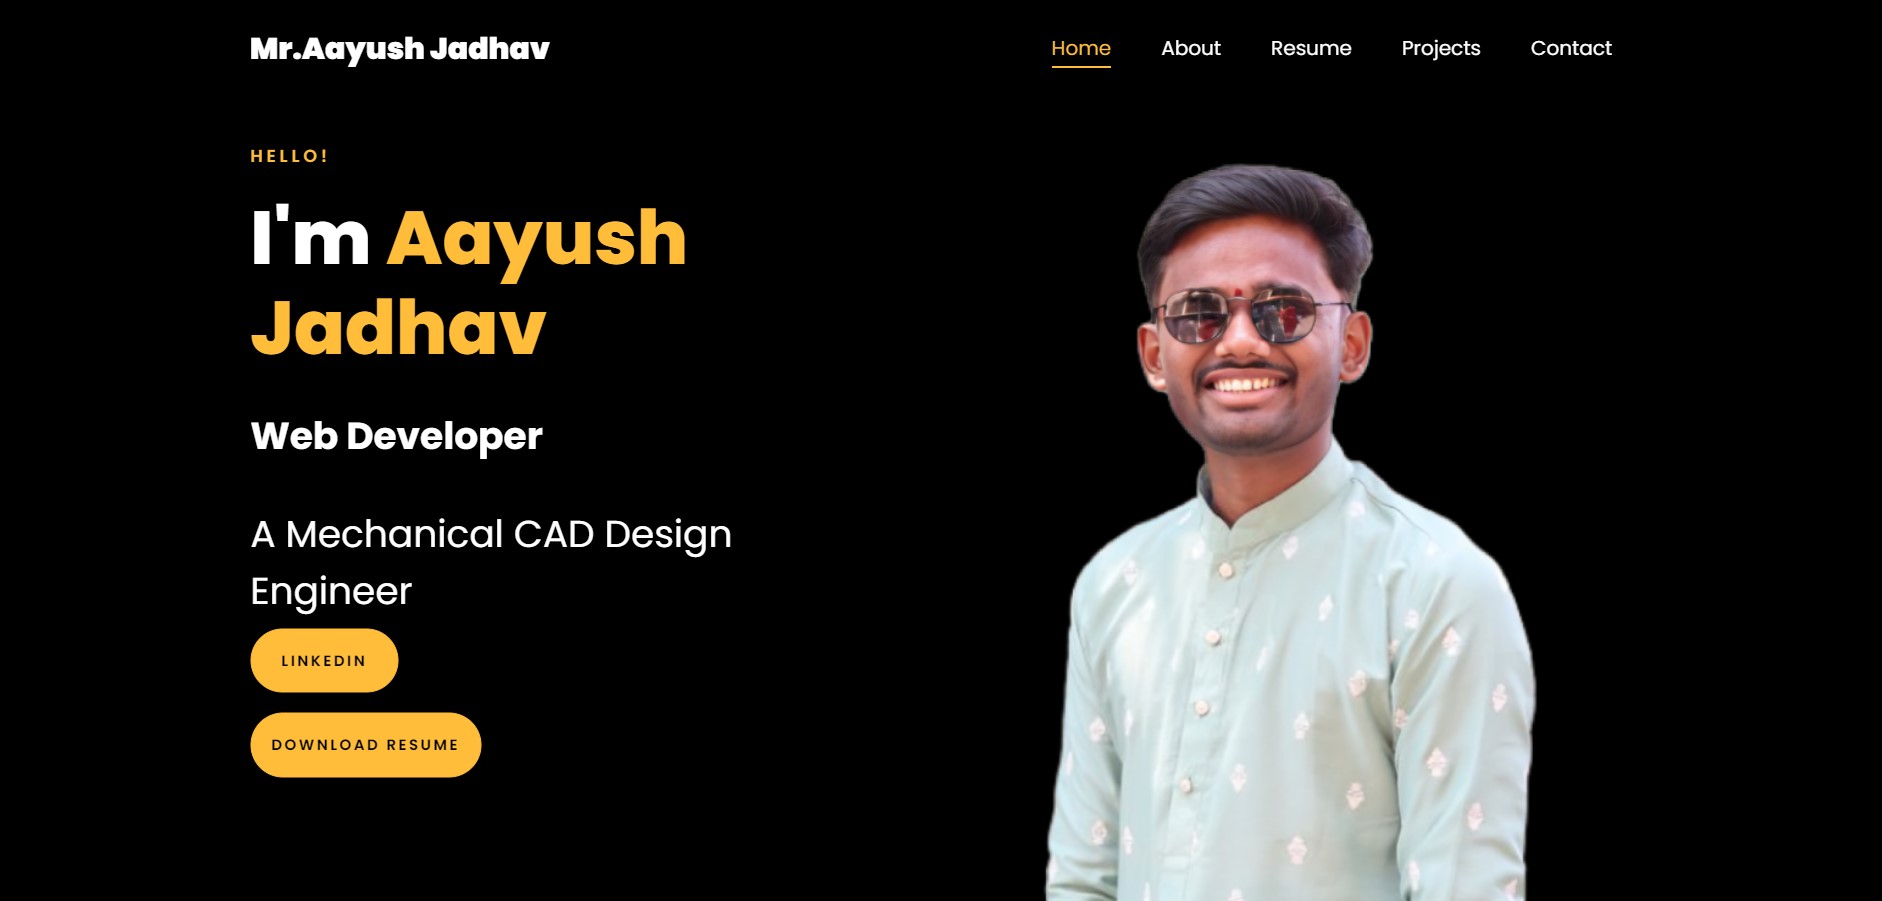 Mr.Aayush Jadhav
Home About Resume Projects Contact
HELLO!
I'm Aayush
Jadhav
Web Developer
A Mechanical CAD Design
Engineer
LINKEDIN
DOWNLOAD RESUME